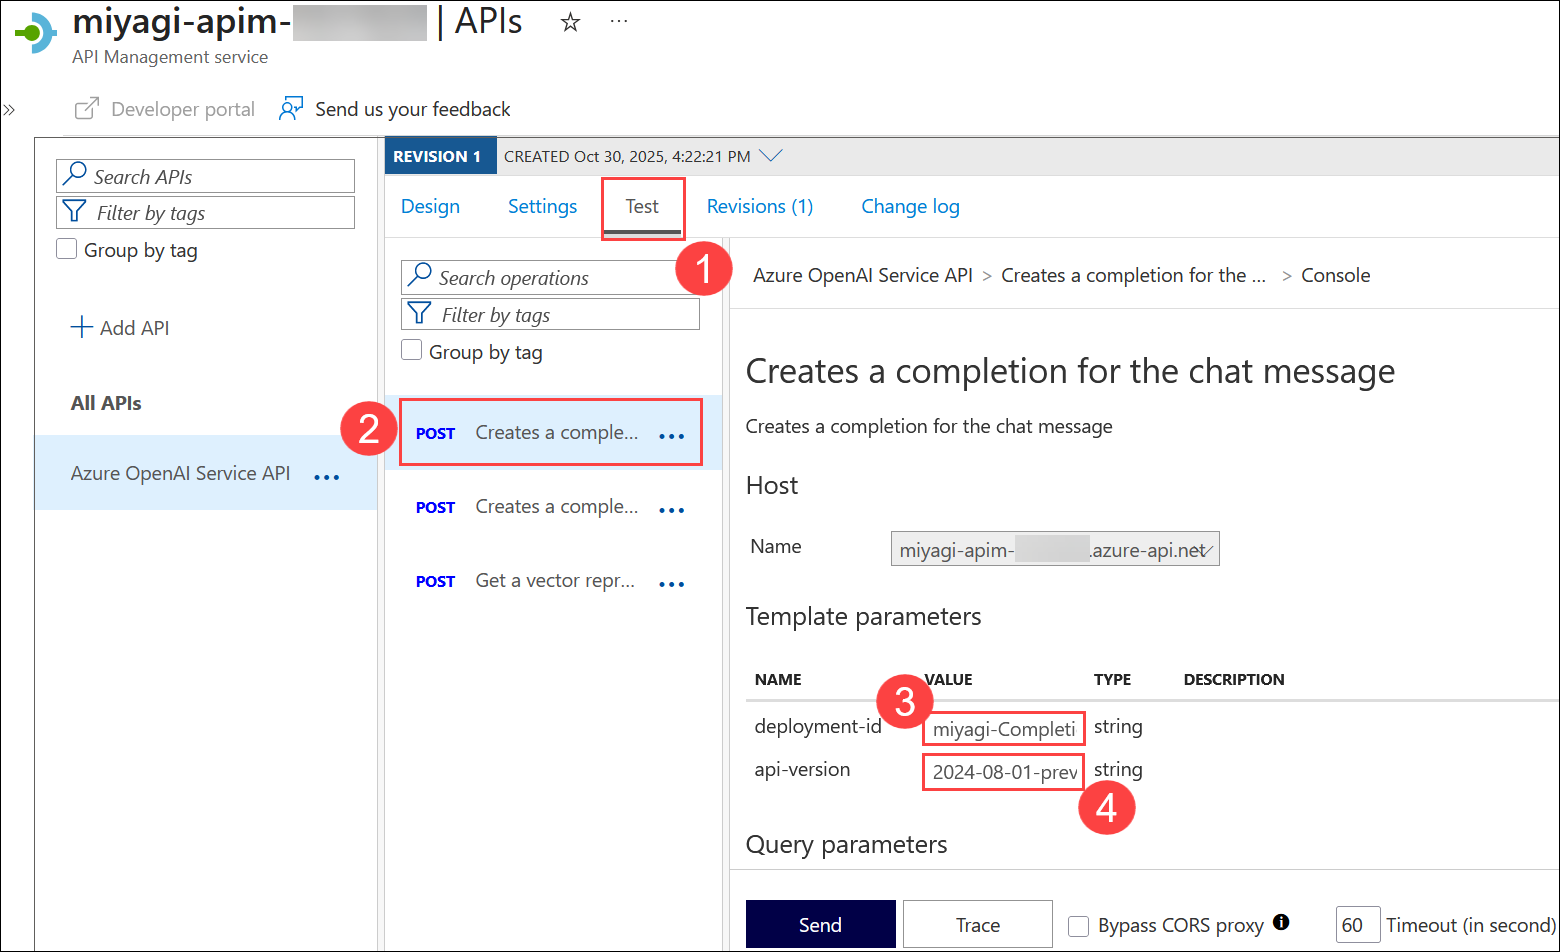 miyagi-apim- | APIs
API Management service
Developer portal
Send us your feedback
Search APIs
Filter by tags
Group by tag
Add API
All APIs
Azure OpenAI Service API
REVISION 1
CREATED Oct 30, 2025, 4:22:21 PM
Design
Settings
Test
Revisions (1)
Change log
1
Search operations
Filter by tags
Group by tag
2
POST Creates a comple...
POST Creates a comple...
POST Get a vector repr...
Azure OpenAI Service API > Creates a completion for the ... > Console
Creates a completion for the chat message
Creates a completion for the chat message
Host
Name
miyagi-apim- .azure-api.net
Template parameters
NAME VALUE TYPE DESCRIPTION
3
deployment-id miyagi-Completi string
api-version 2024-08-01-prev string
4
Query parameters
Send
Trace
Bypass CORS proxy
60 Timeout (in second)